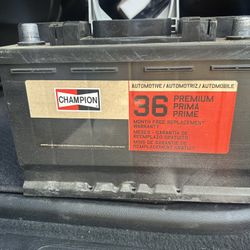 AUTOMOTIVE / AUTOMOTRIZ / AUTOMOBILE
CHAMPION
36
PREMIUM
PRIMA
PRIME
MONTH FREE REPLACEMENT
WARRANTY
MESES - GARANTIA DE
REEMPLAZO GRATUITO
MOIS DE GARANTIE DE
REMPLACEMENT GRATUIT